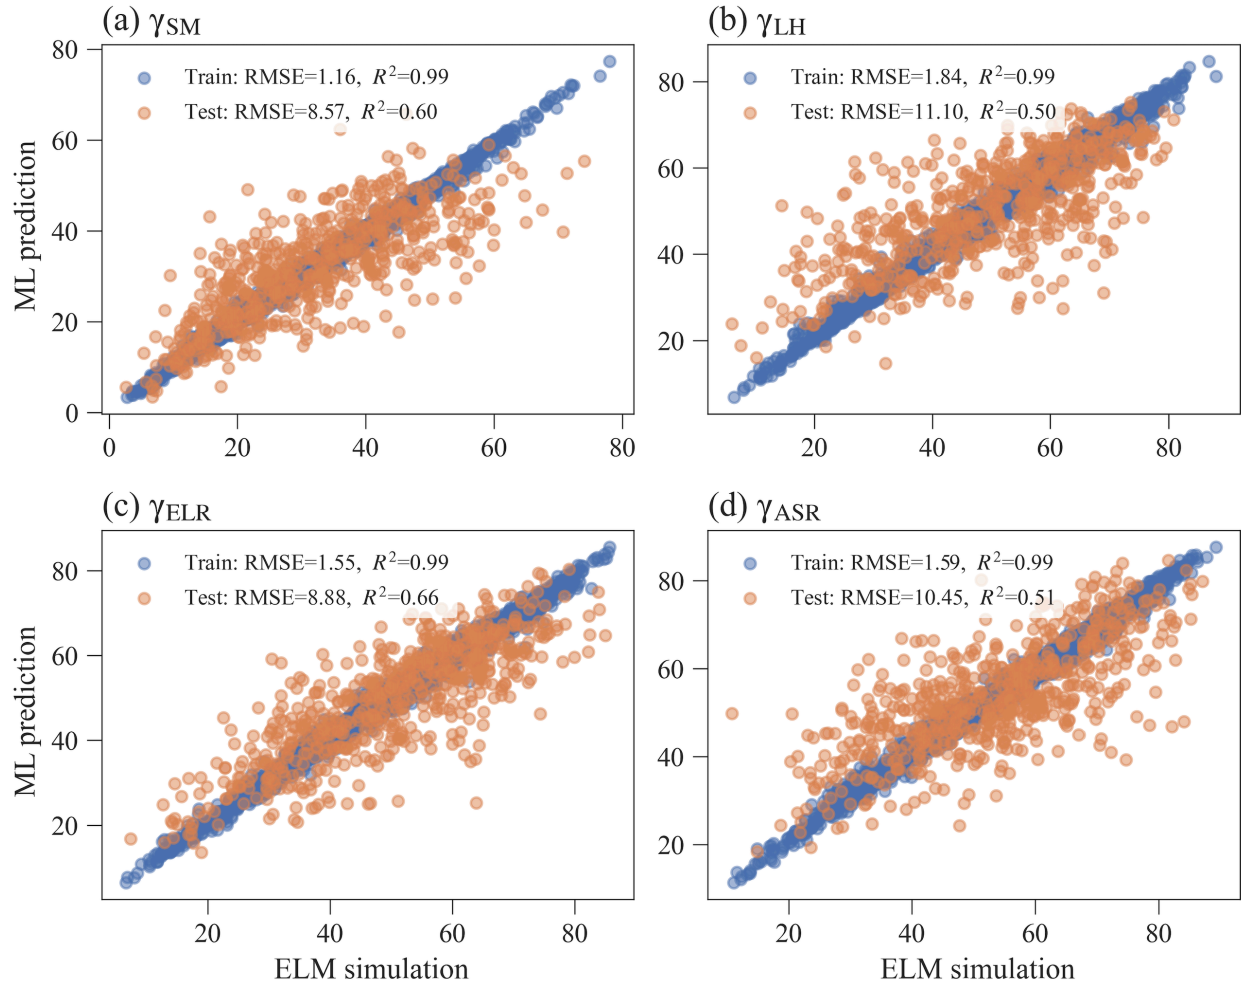 (a) γSM
80
60
40
20
0
Train: RMSE=1.16, R²=0.99
Test: RMSE=8.57, R²=0.60
0 20 40 60 80
ML prediction
(b) γLH
80
60
40
20
Train: RMSE=1.84, R²=0.99
Test: RMSE=11.10, R²=0.50
20 40 60 80
(c) γELR
80
60
40
20
Train: RMSE=1.55, R²=0.99
Test: RMSE=8.88, R²=0.66
20 40 60 80
ML prediction
ELM simulation
(d) γASR
80
60
40
20
Train: RMSE=1.59, R²=0.99
Test: RMSE=10.45, R²=0.51
20 40 60 80
ELM simulation